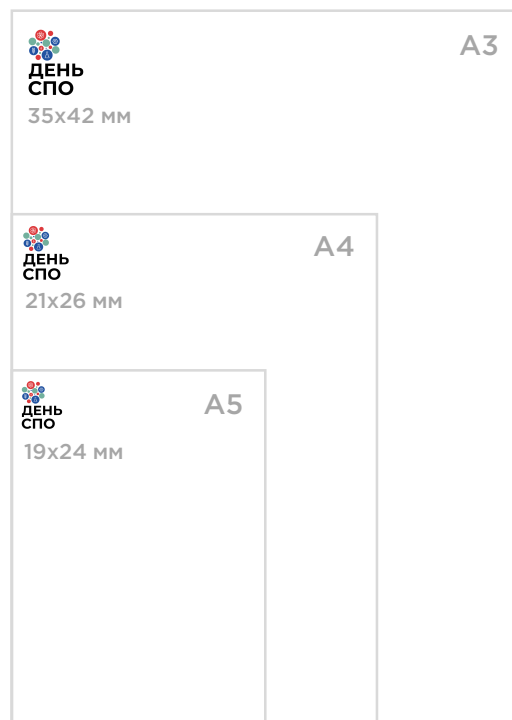 А3
ДЕНЬ
СПО
35х42 мм
А4
ДЕНЬ
СПО
21х26 мм
А5
ДЕНЬ
СПО
19х24 мм